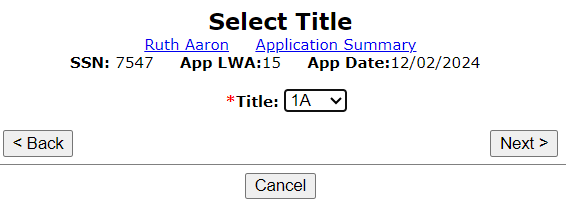 Select Title
Ruth Aaron Application Summary
SSN: 7547 App LWA:15 App Date:12/02/2024
*Title: 1A
< Back Next >
Cancel